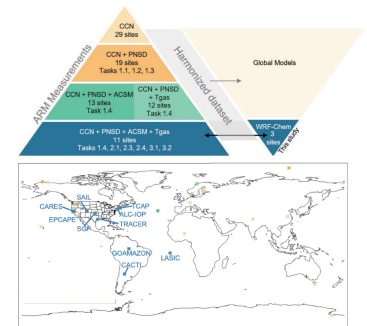 CCN
29 sites
CCN + PNSD
19 sites
Tasks 1.1, 1.2, 1.3
CCN + PNSD + ACSM
13 sites
Task 1.4
CCN + PNSD
+ Tgas
12 sites
Task 1.4
CCN + PNSD + ACSM + Tgas
11 sites
Tasks 1.4, 2.1, 2.3, 2.4, 3.1, 3.2
ARM Measurements
Harmonized dataset
Global Models
WRF-Chem
3
sites
This study
SAIL
CARES
EPCAPE
SGP
TCAP
ALC-IOP
TRACER
GOAMAZON
LASIC
CACTI